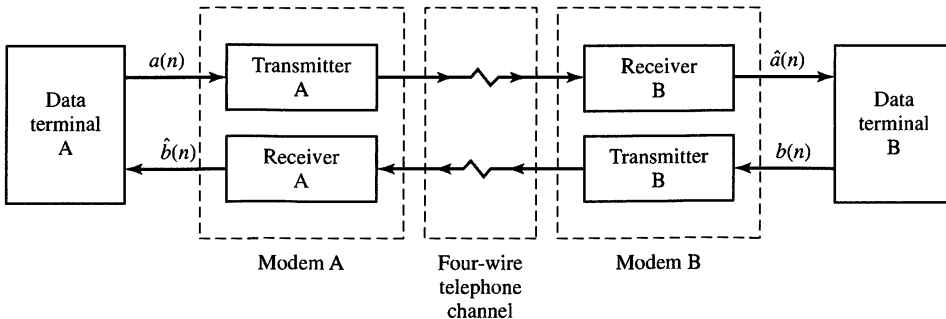 a(n)
Transmitter
A
Receiver
B
â(n)
Data
terminal
A
Data
terminal
B
b̂(n)
Receiver
A
Transmitter
B
b(n)
Modem A
Four-wire
telephone
channel
Modem B